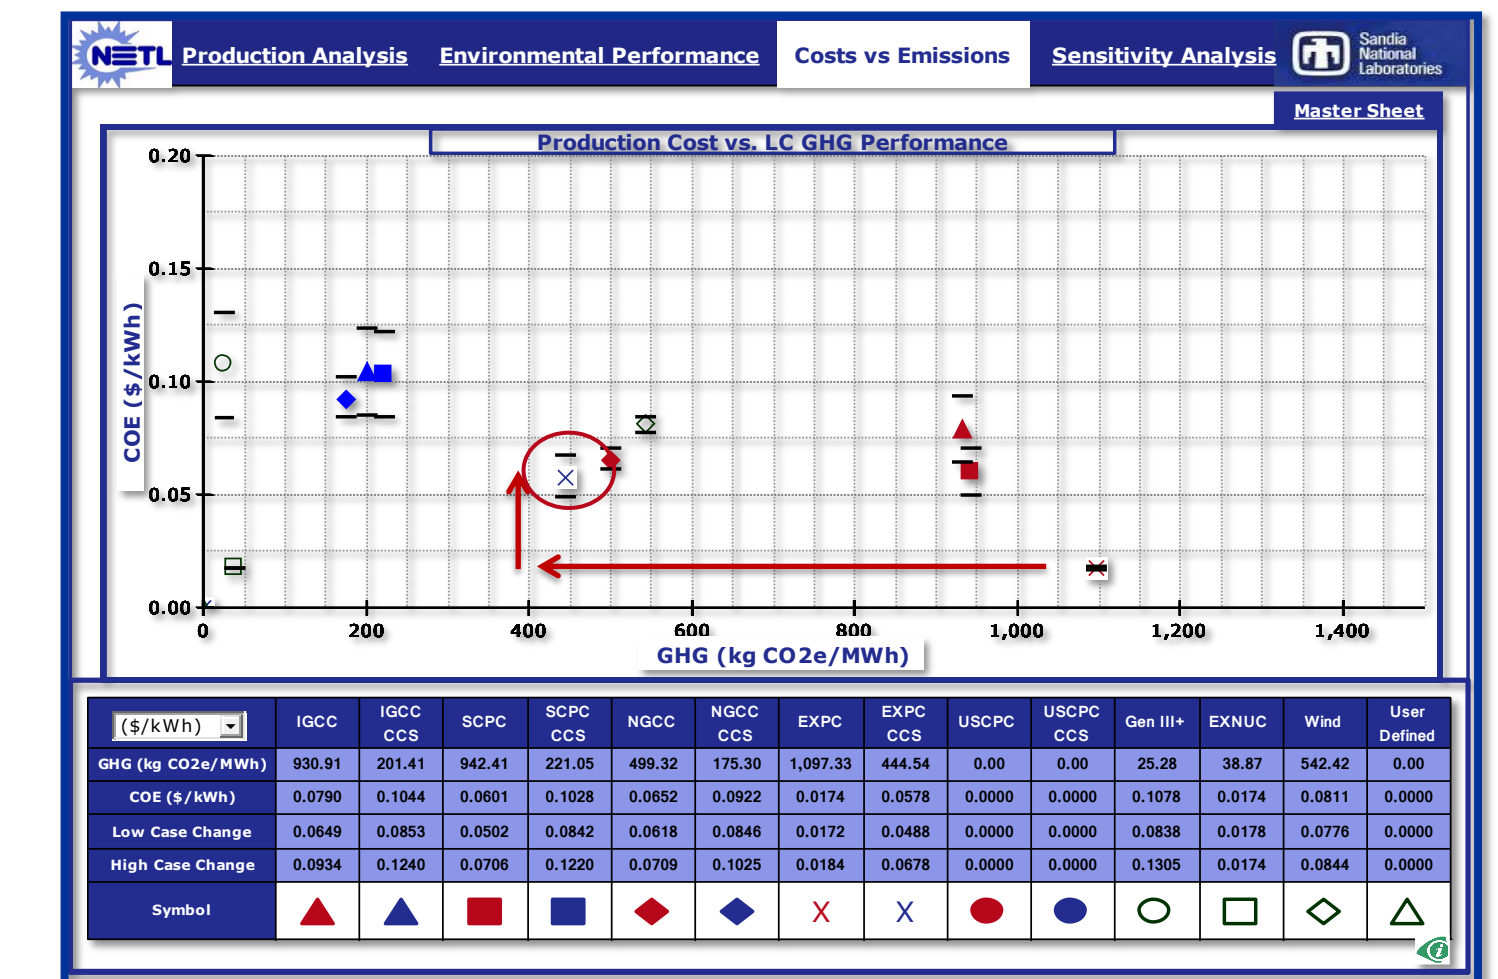 NETL Production Analysis Environmental Performance Costs vs Emissions Sensitivity Analysis
Sandia
National
Laboratories
Master Sheet
Production Cost vs. LC GHG Performance
0.20
0.15
0.10
0.05
0.00
COE ($/kWh)
0 200 400 600 800 1,000 1,200 1,400
GHG (kg CO2e/MWh)
($/kWh) IGCC IGCC CCS SCPC SCPC CCS NGCC NGCC CCS EXPC EXPC CCS USCPC USCPC CCS Gen III+ EXNUC Wind User Defined
GHG (kg CO2e/MWh) 930.91 201.41 942.41 221.05 499.32 175.30 1,097.33 444.54 0.00 0.00 25.28 38.87 542.42 0.00
COE ($/kWh) 0.0790 0.1044 0.0601 0.1028 0.0652 0.0922 0.0174 0.0578 0.0000 0.0000 0.1078 0.0174 0.0811 0.0000
Low Case Change 0.0649 0.0853 0.0502 0.0842 0.0618 0.0846 0.0172 0.0488 0.0000 0.0000 0.0838 0.0178 0.0776 0.0000
High Case Change 0.0934 0.1240 0.0706 0.1220 0.0709 0.1025 0.0184 0.0678 0.0000 0.0000 0.1305 0.0174 0.0844 0.0000
Symbol X X